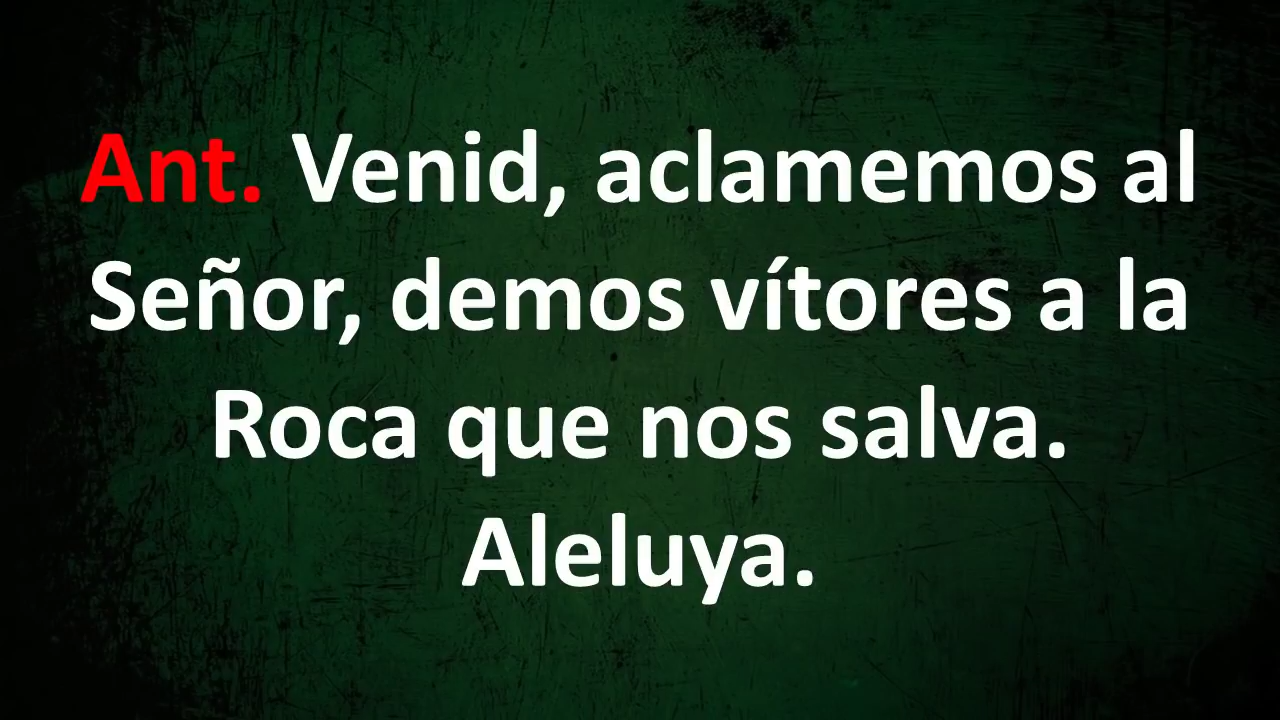 Ant. Venid, aclamemos al
Señor, demos vítores a la
Roca que nos salva.
Aleluya.